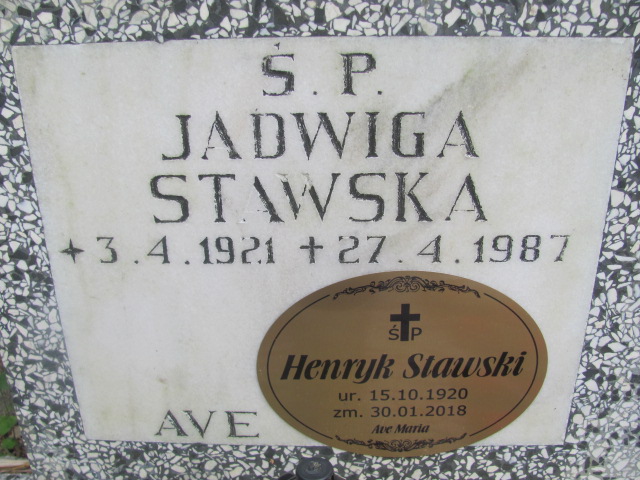 Ś. P.
JADWIGA
STAWSKA
3.4.1921 + 27.4.1987
ŚP
Henryk Stawski
ur. 15.10.1920
zm. 30.01.2018
Ave Maria
AVE